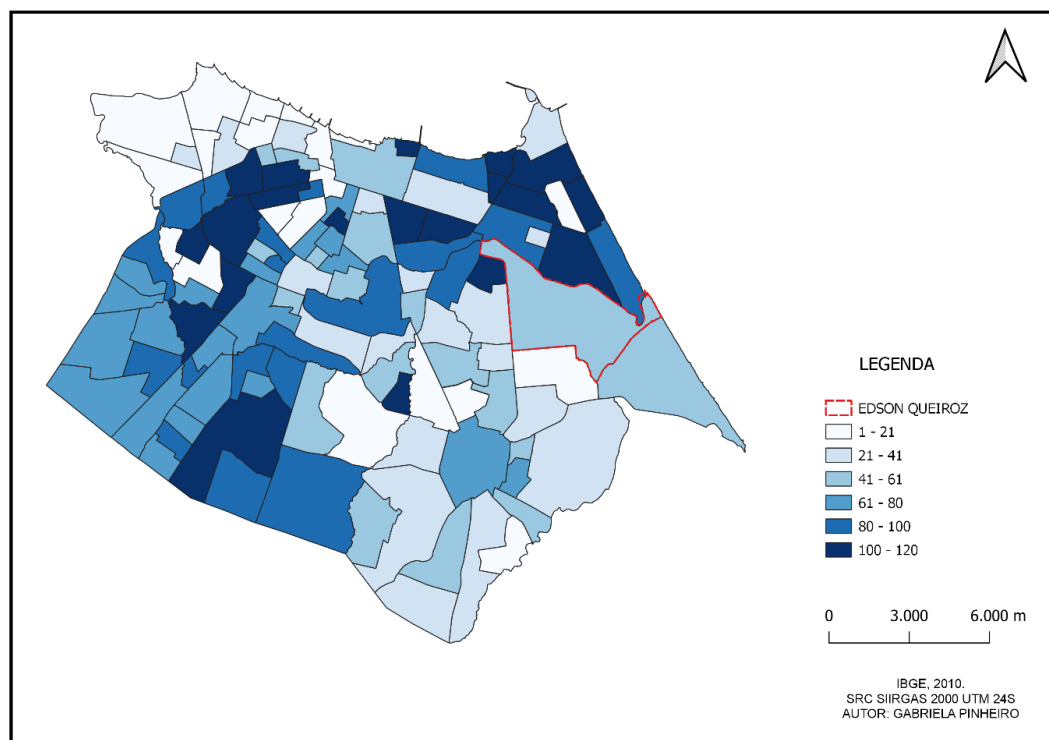 LEGENDA
EDSON QUEIROZ
1 - 21
21 - 41
41 - 61
61 - 80
80 - 100
100 - 120
0 3.000 6.000 m
IBGE, 2010.
SRC SIIRGAS 2000 UTM 24S
AUTOR: GABRIELA PINHEIRO